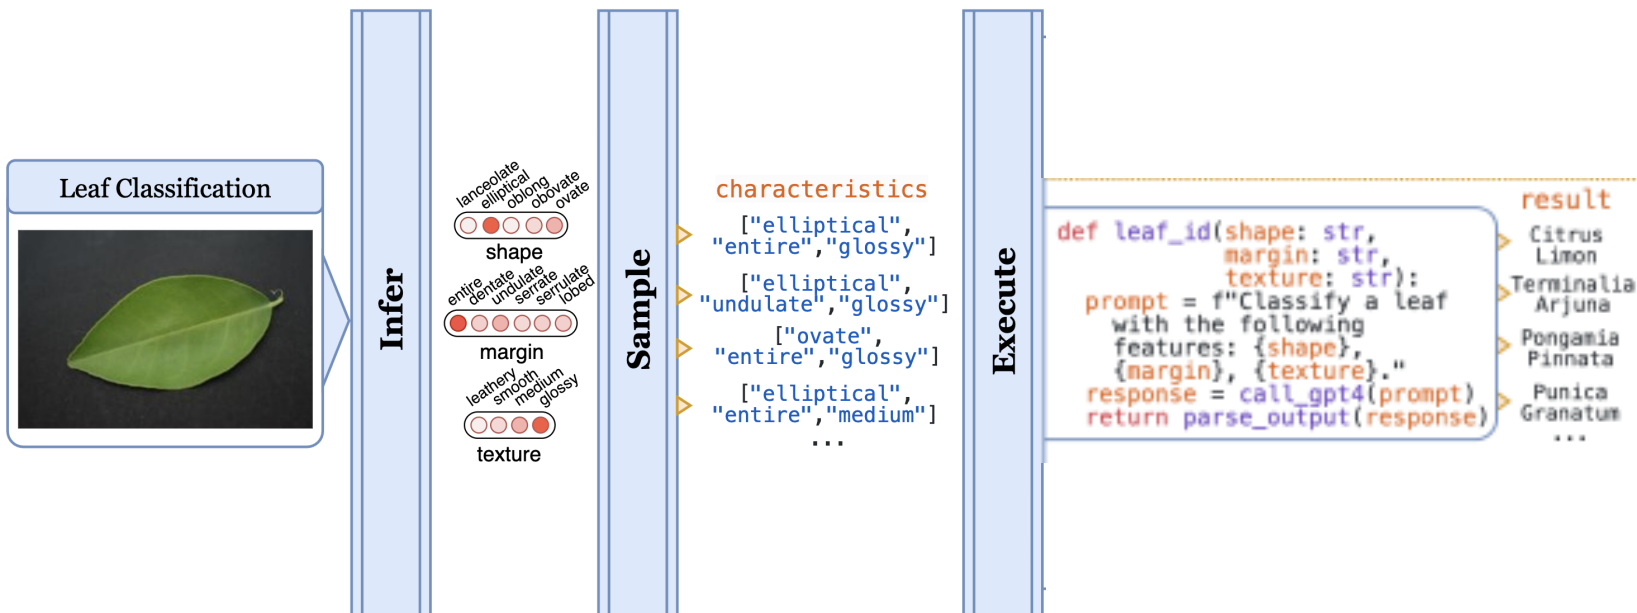 Leaf Classification
Infer
lanceolate
elliptical
oblong
obovate
ovate
shape
entire
dentate
undulate
serrate
serrulate
lobed
margin
leathery
smooth
medium
glossy
texture
Sample
characteristics
["elliptical",
"entire","glossy"]
["elliptical",
"undulate","glossy"]
["ovate",
"entire","glossy"]
["elliptical",
"entire","medium"]
...
Execute
def leaf_id(shape: str,
margin: str,
texture: str):
prompt = f"Classify a leaf
with the following
features: {shape},
{margin}, {texture}."
response = call_gpt4(prompt)
return parse_output(response)
result
Citrus
Limon
Terminalia
Arjuna
Pongamia
Pinnata
Punica
Granatum
...